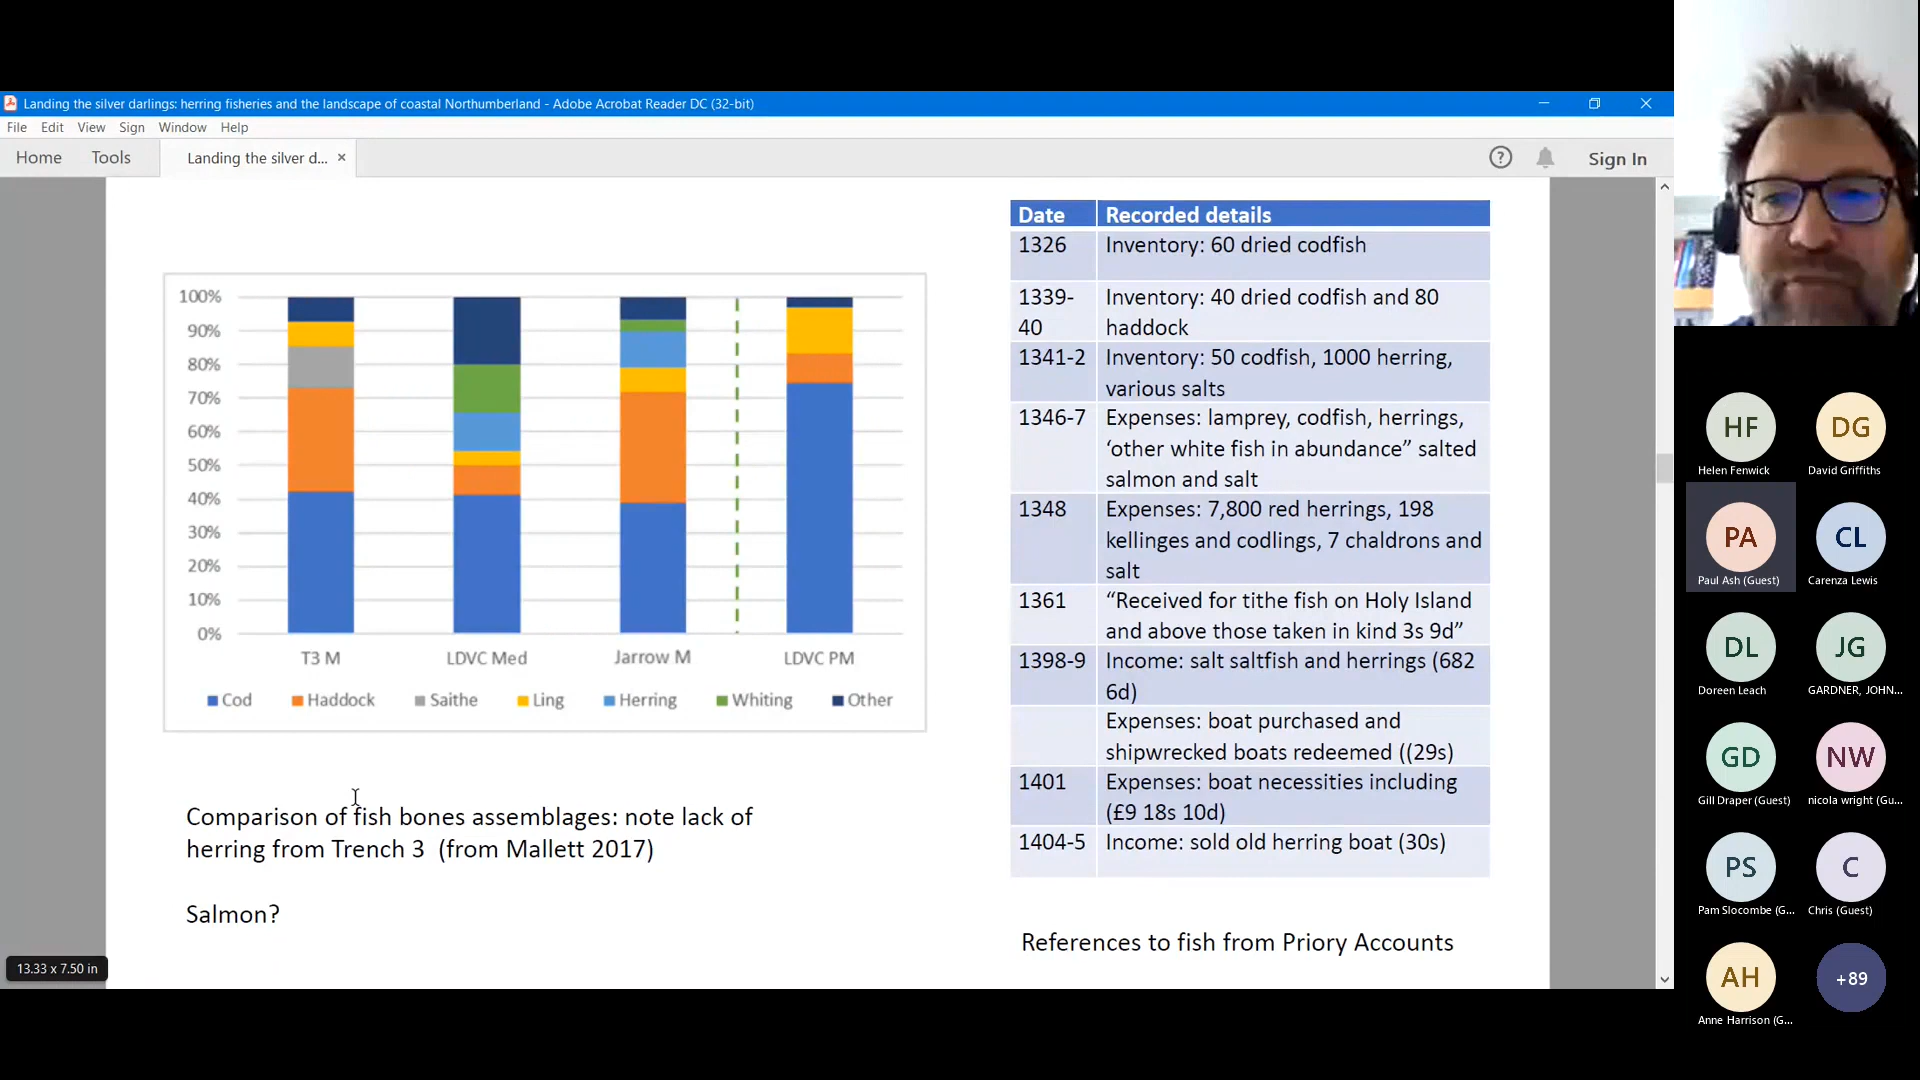 Landing the silver darlings: herring fisheries and the landscape of coastal Northumberland - Adobe Acrobat Reader DC (32-bit)
File Edit View Sign Window Help
Home Tools Landing the silver d... × Sign In
100%
90%
80%
70%
60%
50%
40%
30%
20%
10%
0%
T3 M LDVC Med Jarrow M LDVC PM
Cod Haddock Saithe Ling Herring Whiting Other
Comparison of fish bones assemblages: note lack of
herring from Trench 3 (from Mallett 2017)
Salmon?
13.33 x 7.50 in
Date Recorded details
1326 Inventory: 60 dried codfish
1339- Inventory: 40 dried codfish and 80
40 haddock
1341-2 Inventory: 50 codfish, 1000 herring,
various salts
1346-7 Expenses: lamprey, codfish, herrings,
‘other white fish in abundance” salted
salmon and salt
1348 Expenses: 7,800 red herrings, 198
kellinges and codlings, 7 chaldrons and
salt
1361 “Received for tithe fish on Holy Island
and above those taken in kind 3s 9d”
1398-9 Income: salt saltfish and herrings (682
6d)
Expenses: boat purchased and
shipwrecked boats redeemed ((29s)
1401 Expenses: boat necessities including
(£9 18s 10d)
1404-5 Income: sold old herring boat (30s)
References to fish from Priory Accounts
HF DG
Helen Fenwick David Griffiths
PA CL
Paul Ash (Guest) Carenza Lewis
DL JG
Doreen Leach GARDNER, JOHN...
GD NW
Gill Draper (Guest) nicola wright (Gu...
PS C
Pam Slocombe (G... Chris (Guest)
AH +89
Anne Harrison (G...